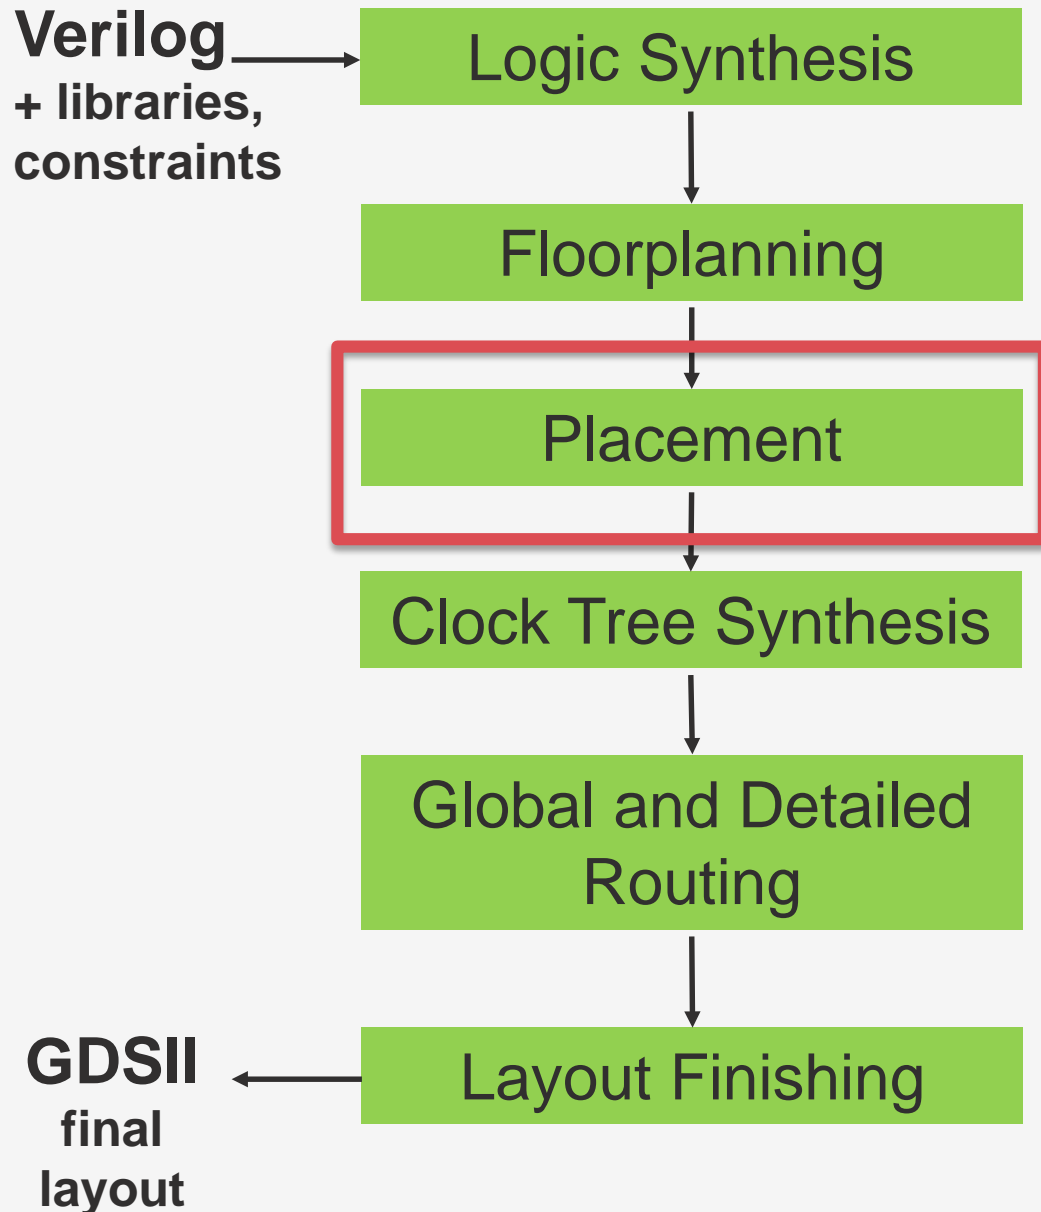 Verilog
+ libraries,
constraints
Logic Synthesis
Floorplanning
Placement
Clock Tree Synthesis
Global and Detailed
Routing
Layout Finishing
GDSII
final
layout